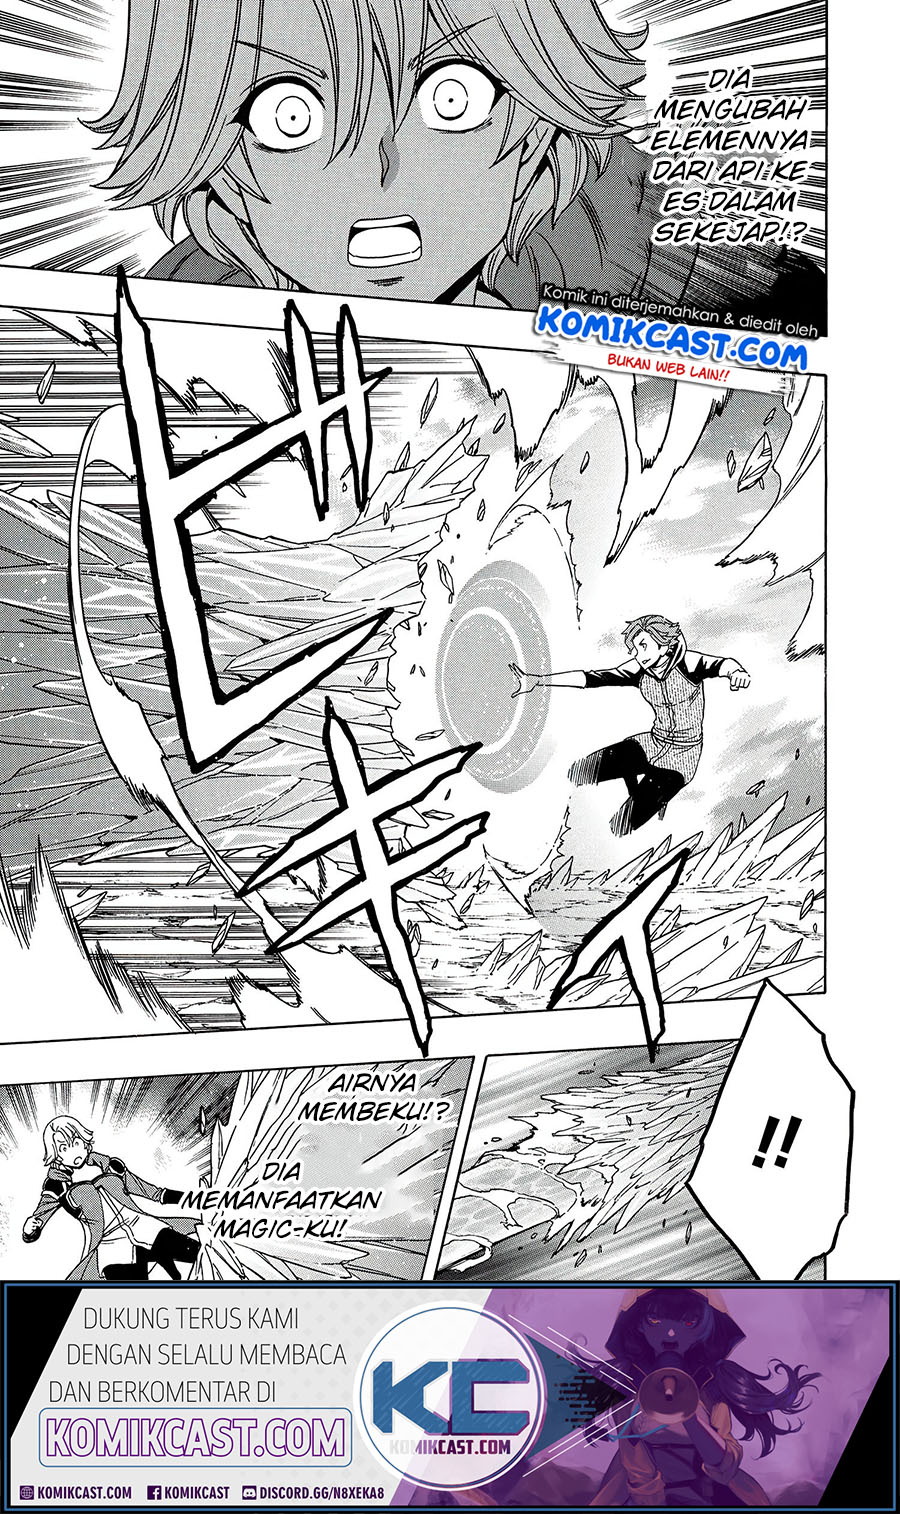 DIA
MENGUBAH
ELEMENNYA
DARI API KE
ES DALAM
SEKEJAP!?
Komik ini diterjemahkan & diedit oleh
KOMIKCAST.COM
BUKAN WEB LAIN!!
ビキィ
!!
AIRNYA
MEMBEKU!?
DIA
MEMANFAATKAN
MAGIC-KU!
DUKUNG TERUS KAMI
DENGAN SELALU MEMBACA
DAN BERKOMENTAR DI
KOMIKCAST.COM
KC
KOMIKCAST.COM
KOMIKCAST.COM
KOMIKCAST
DISCORD.GG/N8XEKA8